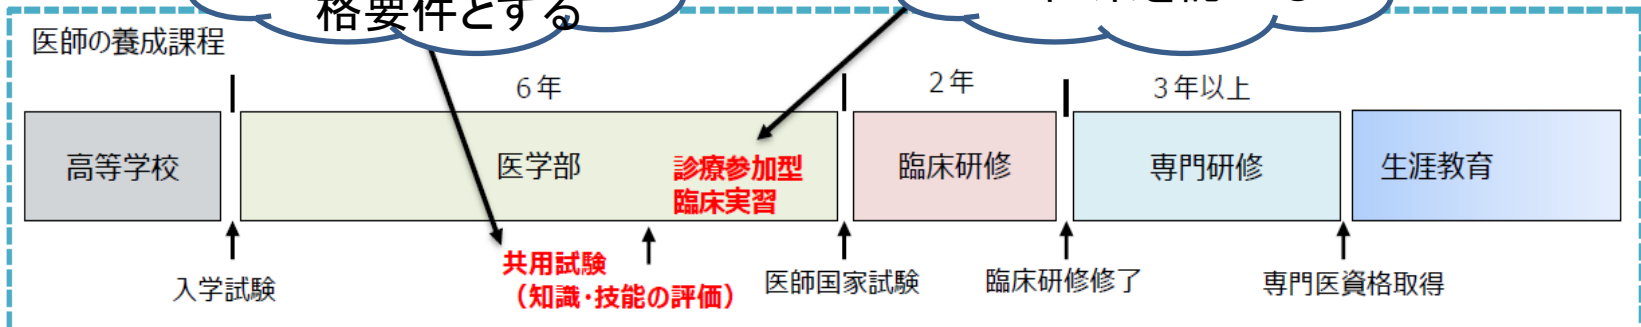 格要件とする
医師の養成課程
6年
2年
3年以上
高等学校
医学部
診療参加型
臨床実習
臨床研修
専門研修
生涯教育
入学試験
共用試験
（知識・技能の評価）
医師国家試験
臨床研修修了
専門医資格取得